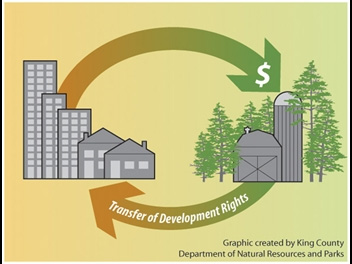 $
Transfer of Development Rights
Graphic created by King County
Department of Natural Resources and Parks